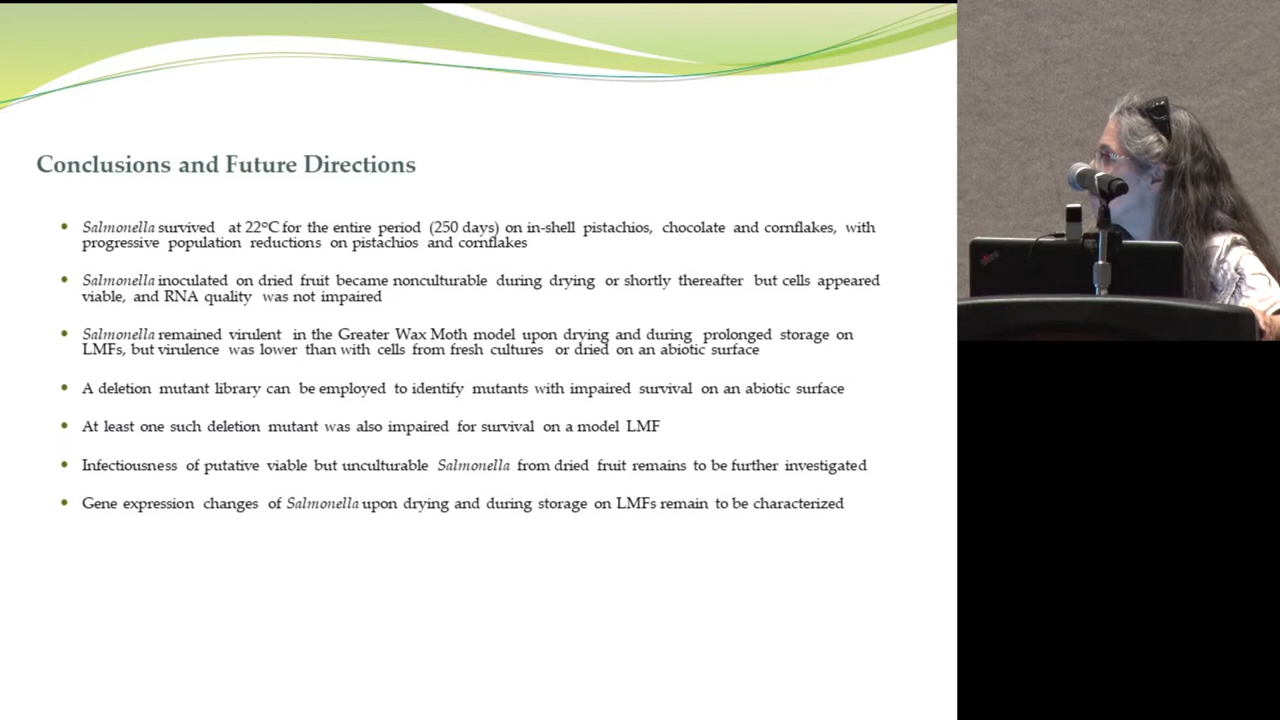 Conclusions and Future Directions
• Salmonella survived at 22°C for the entire period (250 days) on in-shell pistachios, chocolate and cornflakes, with
progressive population reductions on pistachios and cornflakes
• Salmonella inoculated on dried fruit became nonculturable during drying or shortly thereafter but cells appeared
viable, and RNA quality was not impaired
• Salmonella remained virulent in the Greater Wax Moth model upon drying and during prolonged storage on
LMFs, but virulence was lower than with cells from fresh cultures or dried on an abiotic surface
• A deletion mutant library can be employed to identify mutants with impaired survival on an abiotic surface
• At least one such deletion mutant was also impaired for survival on a model LMF
• Infectiousness of putative viable but unculturable Salmonella from dried fruit remains to be further investigated
• Gene expression changes of Salmonella upon drying and during storage on LMFs remain to be characterized